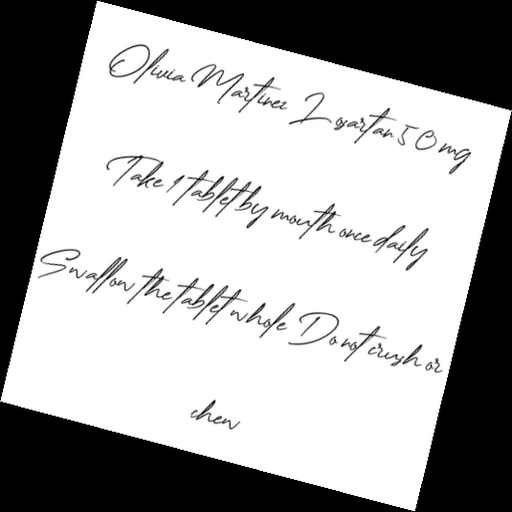 Olivia Martinez Losartan 50 mg
Take 1 tablet by mouth once daily
Swallow the tablet whole Do not crush or
chew